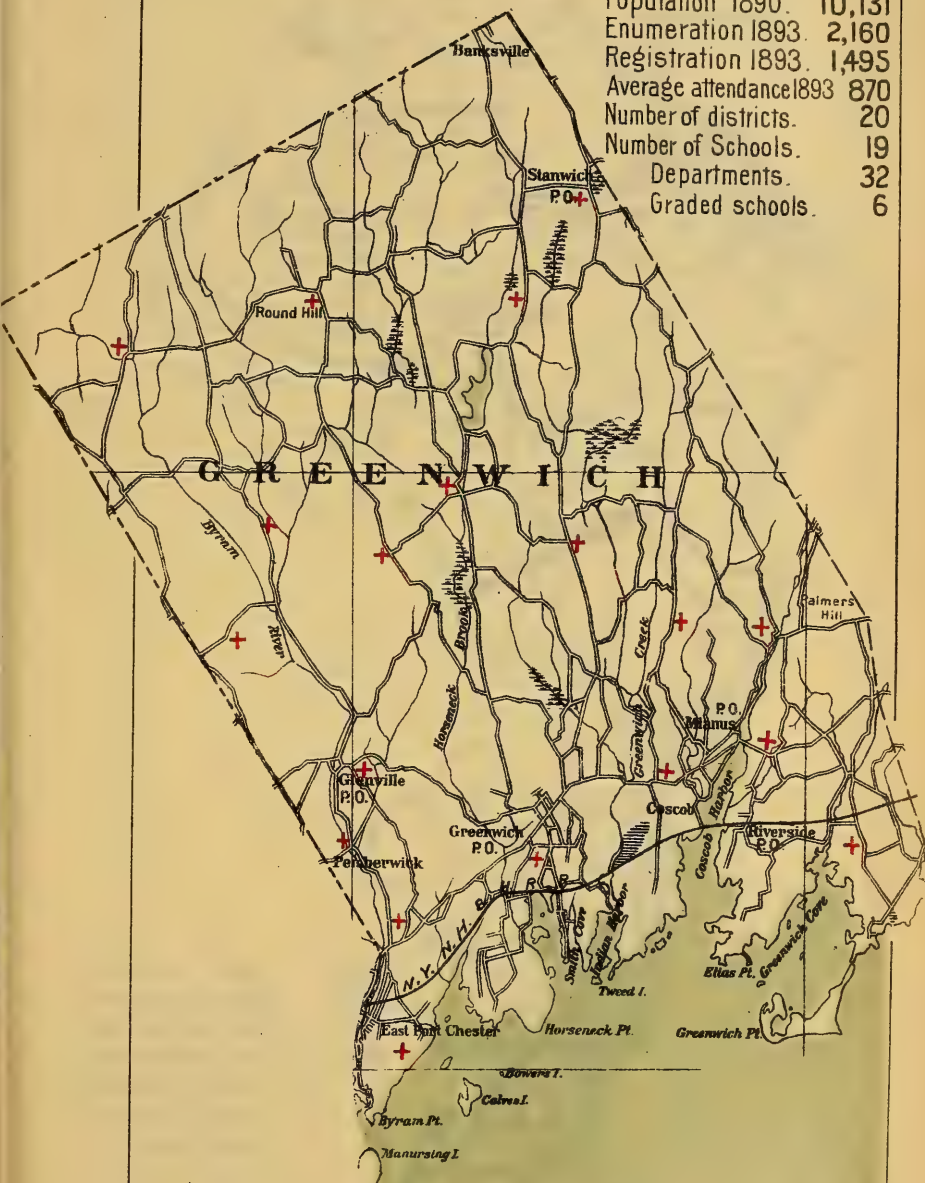 Population 1890. 10,131
Enumeration 1893. 2,160
Registration 1893. 1,495
Average attendance 1893 870
Number of districts. 20
Number of Schools. 19
Departments. 32
Graded schools. 6
Banksville
Stanwich
P.O.
Round Hill
GREENWICH
Byram
River
Palmers
Hill
Brook
Horseneck
Creek
Greenwich
P.O.
Mianus
Glenville
P.O.
Coscob
Coscob Harbor
Greenwich
P.O.
Riverside
P.O.
Pemberwick
N.Y. N.H. & H. R R
Smith Cove
Indian Harbor
Greenwich Cove
Elias Pt.
Tweed I.
East Port Chester
Horseneck Pt.
Greenwich Pt.
Bowers I.
Calves I.
Byram Pt.
Manursing I.